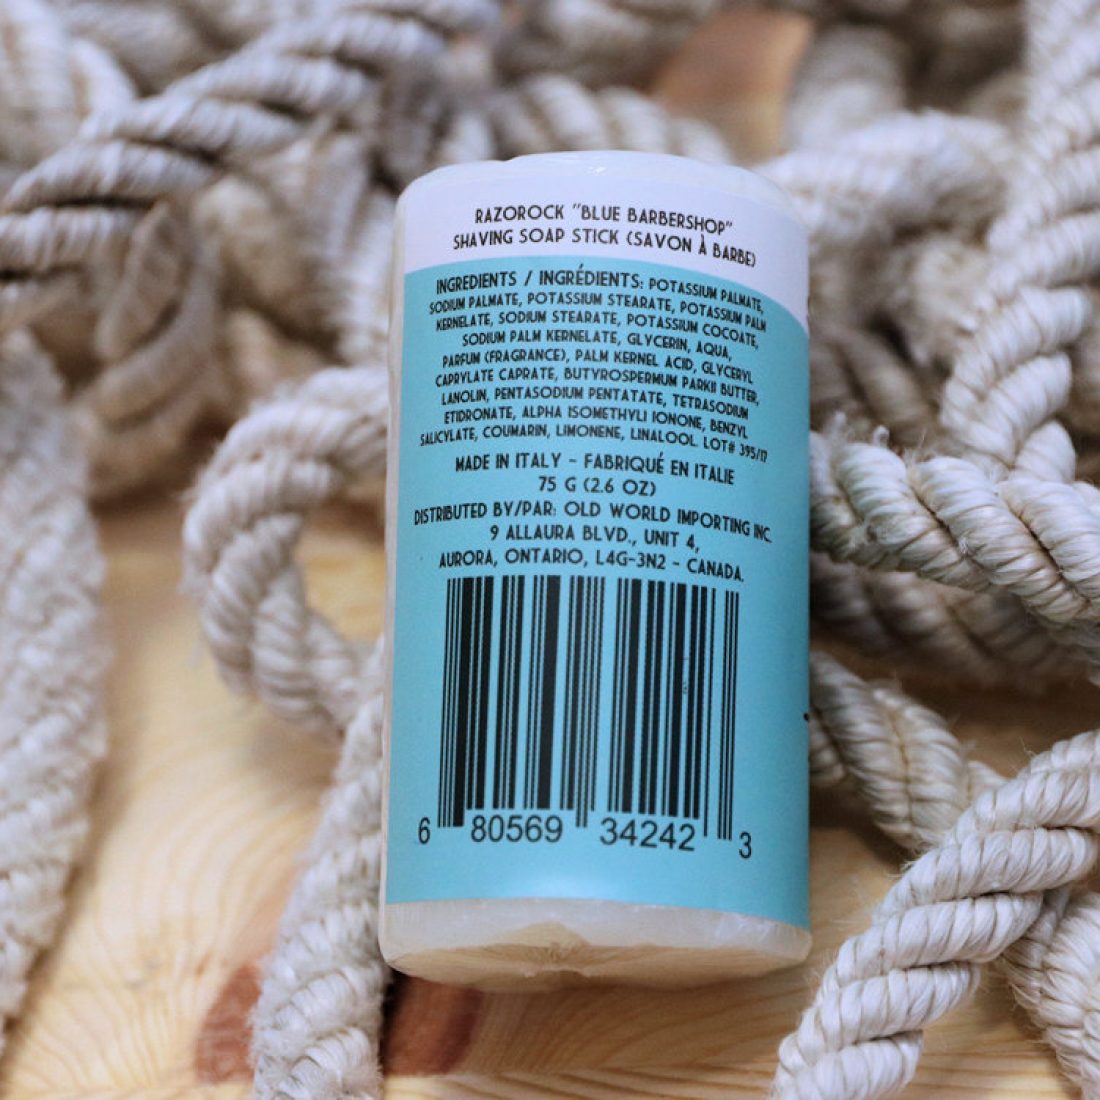 RAZOROCK "BLUE BARBERSHOP"
SHAVING SOAP STICK (SAVON À BARBE)
INGREDIENTS / INGRÉDIENTS: POTASSIUM PALMATE,
SODIUM PALMATE, POTASSIUM STEARATE, POTASSIUM PALM
KERNELATE, SODIUM STEARATE, POTASSIUM COCOATE,
SODIUM PALM KERNELATE, GLYCERIN, AQUA,
PARFUM (FRAGRANCE), PALM KERNEL ACID, GLYCERYL
CAPRYLATE CAPRATE, BUTYROSPERMUM PARKII BUTTER,
LANOLIN, PENTASODIUM PENTATATE, TETRASODIUM
ETIDRONATE, ALPHA ISOMETHYLI IONONE, BENZYL
SALICYLATE, COUMARIN, LIMONENE, LINALOOL. LOT# 395/17
MADE IN ITALY - FABRIQUÉ EN ITALIE
75 G (2.6 OZ)
DISTRIBUTED BY/PAR: OLD WORLD IMPORTING INC.
9 ALLAURA BLVD., UNIT 4,
AURORA, ONTARIO, L4G-3N2 - CANADA.
6 80569 34242 3